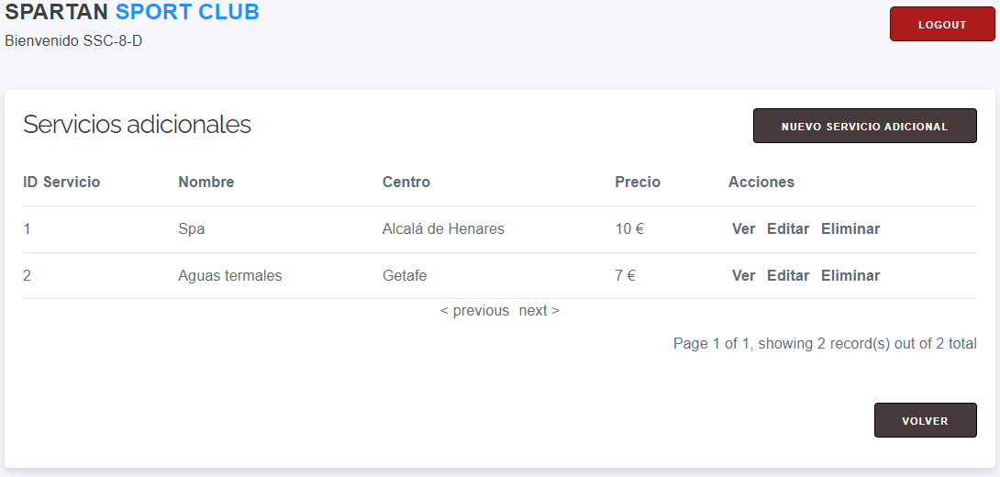 SPARTAN SPORT CLUB
LOGOUT
Bienvenido SSC-8-D
Servicios adicionales
NUEVO SERVICIO ADICIONAL
ID Servicio Nombre Centro Precio Acciones
1 Spa Alcalá de Henares 10 € Ver Editar Eliminar
2 Aguas termales Getafe 7 € Ver Editar Eliminar
< previous next >
Page 1 of 1, showing 2 record(s) out of 2 total
VOLVER